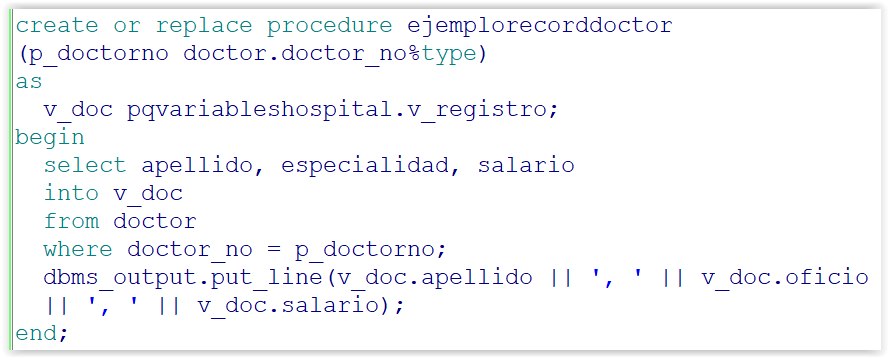 create or replace procedure ejemplorecorddoctor
(p_doctorno doctor.doctor_no%type)
as
  v_doc pqvariableshospital.v_registro;
begin
  select apellido, especialidad, salario
  into v_doc
  from doctor
  where doctor_no = p_doctorno;
  dbms_output.put_line(v_doc.apellido || ', ' || v_doc.oficio
  || ', ' || v_doc.salario);
end;